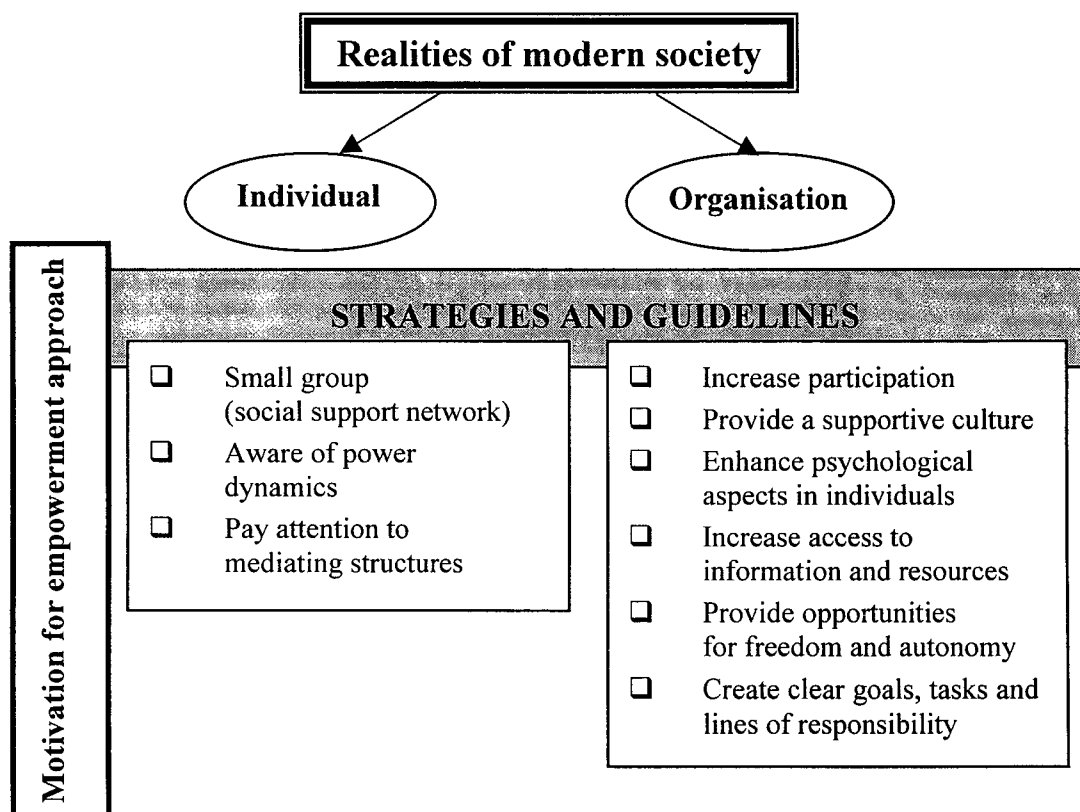 Realities of modern society
Individual
Organisation
Motivation for empowerment approach
STRATEGIES AND GUIDELINES
Small group
(social support network)
Aware of power
dynamics
Pay attention to
mediating structures
Increase participation
Provide a supportive culture
Enhance psychological
aspects in individuals
Increase access to
information and resources
Provide opportunities
for freedom and autonomy
Create clear goals, tasks and
lines of responsibility